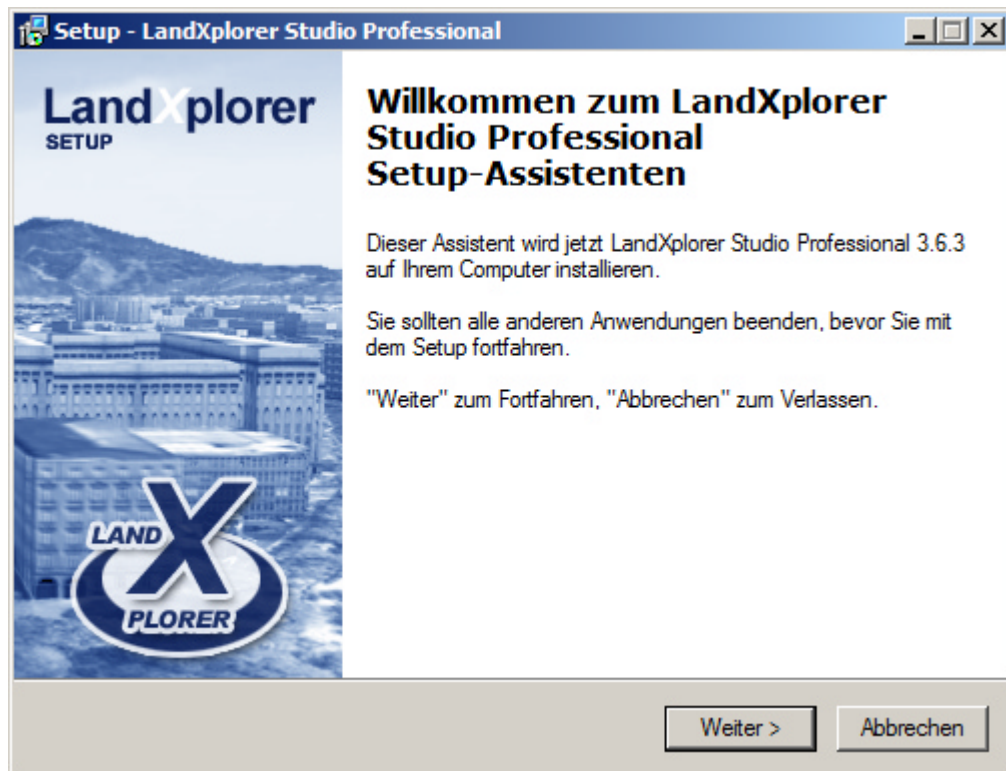 Setup - LandXplorer Studio Professional
LandXplorer
SETUP
Willkommen zum LandXplorer
Studio Professional
Setup-Assistenten
Dieser Assistent wird jetzt LandXplorer Studio Professional 3.6.3
auf Ihrem Computer installieren.
Sie sollten alle anderen Anwendungen beenden, bevor Sie mit
dem Setup fortfahren.
"Weiter" zum Fortfahren, "Abbrechen" zum Verlassen.
LAND
X
PLORER
Weiter >
Abbrechen